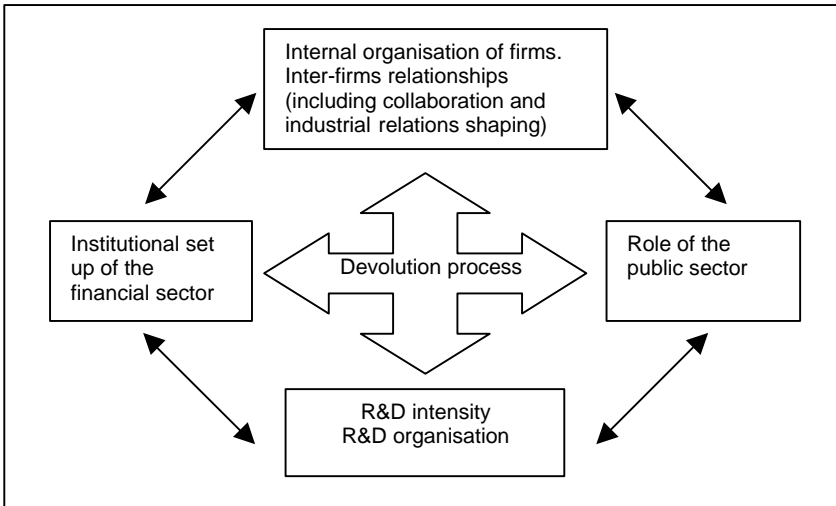 Internal organisation of firms.
Inter-firms relationships
(including collaboration and
industrial relations shaping)
Institutional set
up of the
financial sector
Devolution process
Role of the
public sector
R&D intensity
R&D organisation